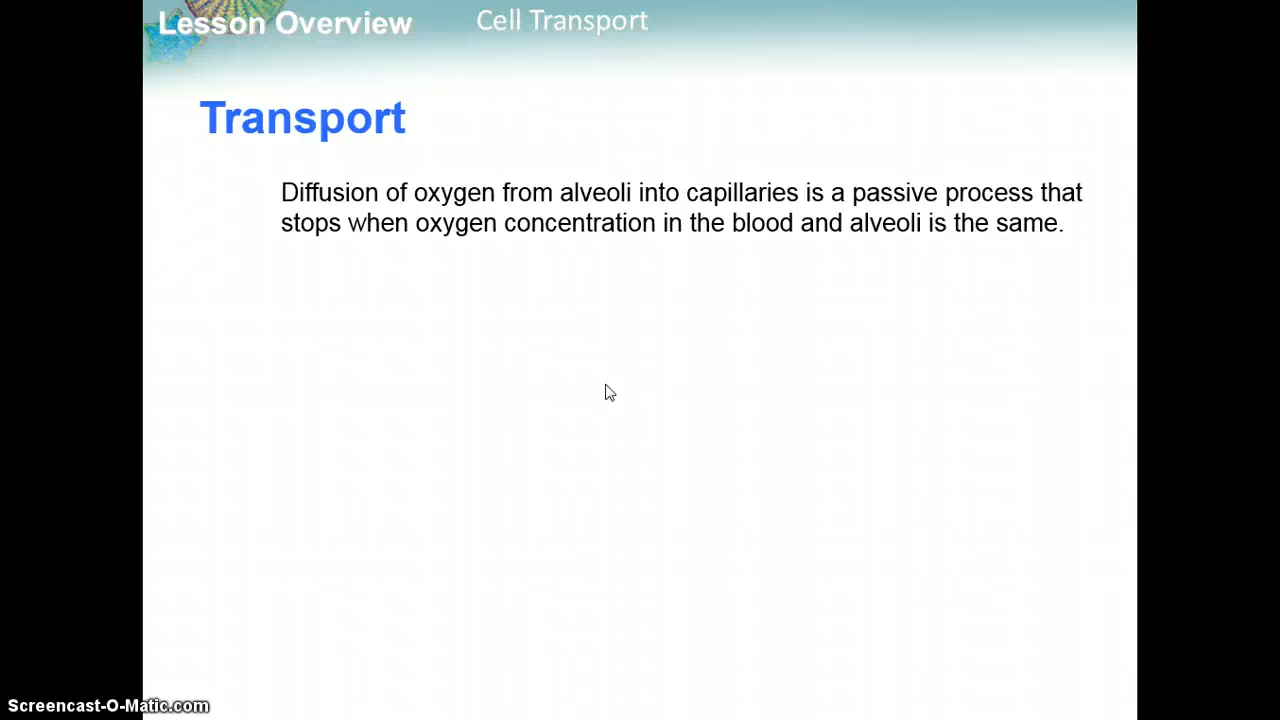 Lesson Overview
Cell Transport
Transport
Diffusion of oxygen from alveoli into capillaries is a passive process that
stops when oxygen concentration in the blood and alveoli is the same.
Screencast-O-Matic.com